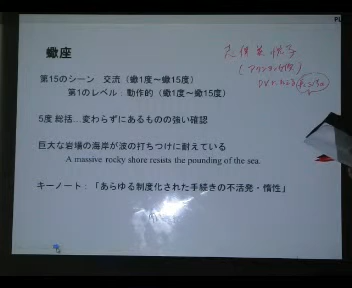 蠍座
第15のシーン 交流（蠍1度～蠍15度）
第1のレベル：動作的（蠍1度～蠍15度）
5度 総括…変わらずにあるものの強い確認
巨大な岩場の海岸が波の打ちつけに耐えている
A massive rocky shore resists the pounding of the sea.
キーノート：「あらゆる制度化された手続きの不活発・惰性」